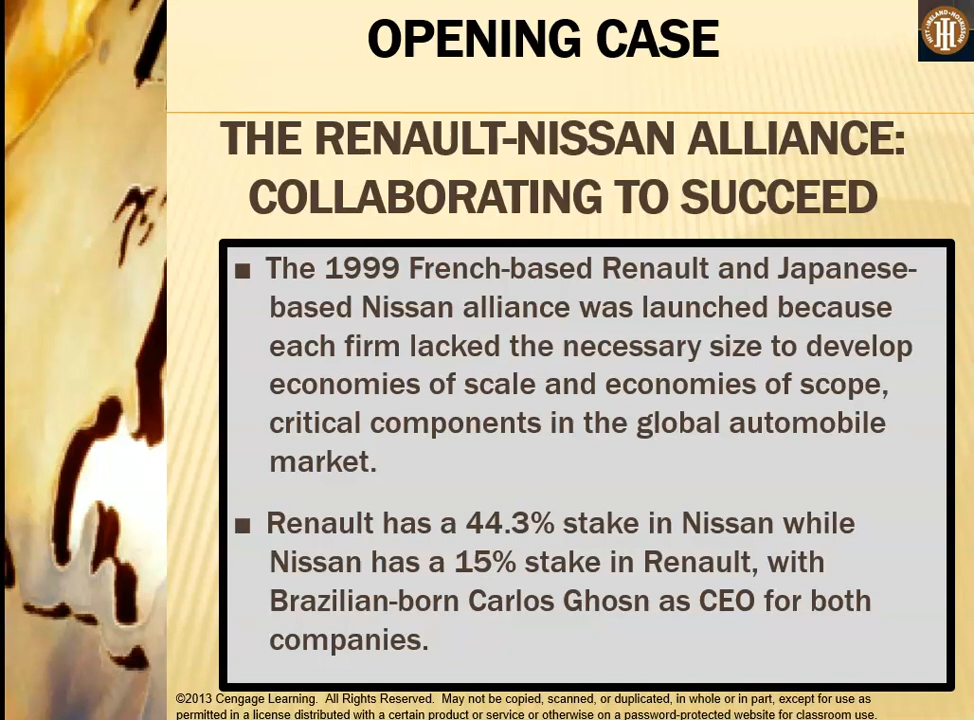 OPENING CASE
THE RENAULT-NISSAN ALLIANCE:
COLLABORATING TO SUCCEED
■ The 1999 French-based Renault and Japanese-
based Nissan alliance was launched because
each firm lacked the necessary size to develop
economies of scale and economies of scope,
critical components in the global automobile
market.
■ Renault has a 44.3% stake in Nissan while
Nissan has a 15% stake in Renault, with
Brazilian-born Carlos Ghosn as CEO for both
companies.
©2013 Cengage Learning. All Rights Reserved. May not be copied, scanned, or duplicated, in whole or in part, except for use as
permitted in a license distributed with a certain product or service or otherwise on a password-protected website for classroom use.